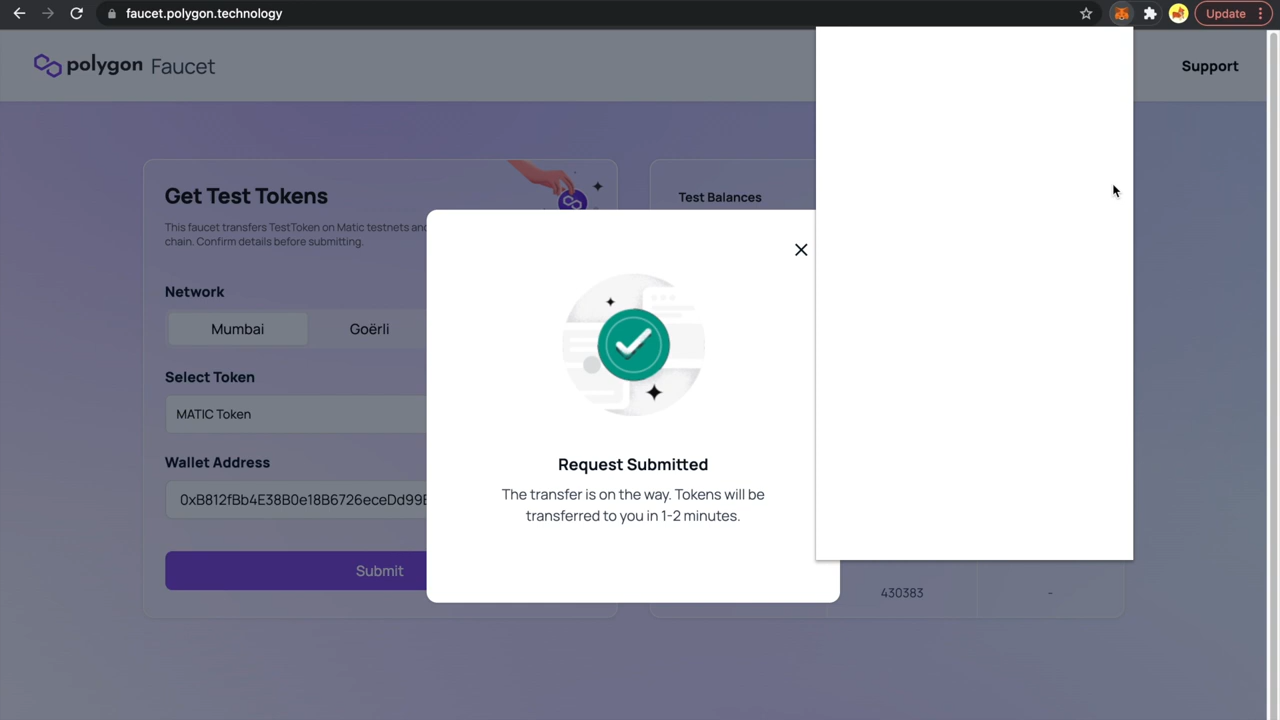 faucet.polygon.technology
Update
polygon Faucet
Support
Get Test Tokens
This faucet transfers TestToken on Matic testnets and
chain. Confirm details before submitting.
Network
Mumbai
Goërli
Select Token
MATIC Token
Wallet Address
0xB812fBb4E38B0e18B6726eceDd99
Submit
Test Balances
Request Submitted
The transfer is on the way. Tokens will be
transferred to you in 1-2 minutes.
430383
-